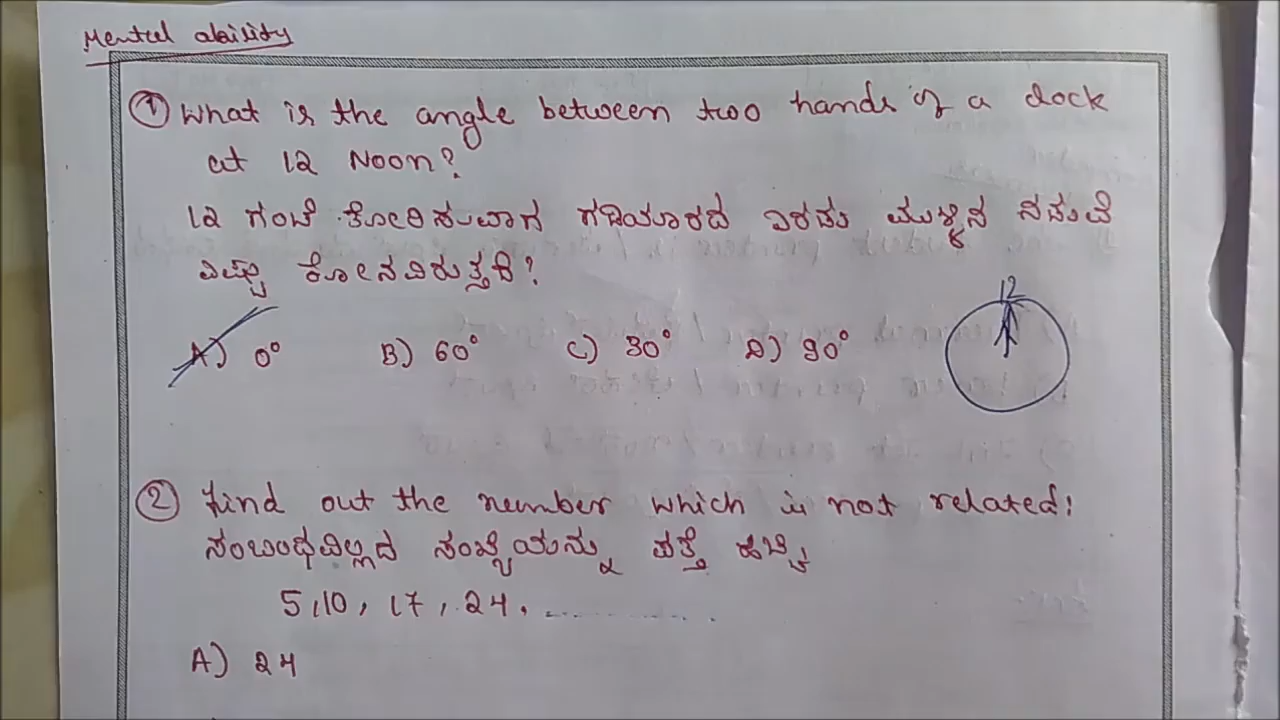 Mental ability
① What is the angle between two hands of a clock
at 12 Noon?
12 ಗಂಟೆ ತೋರಿಸುವಾಗ ಗಡಿಯಾರದ ಎರಡು ಮುಳ್ಳಿನ ನಡುವೆ
ಎಷ್ಟು ಕೋನವಿರುತ್ತದೆ?
12
A) 0° B) 60° C) 30° D) 90°
② Find out the number which is not related:
ಸಂಬಂಧವಿಲ್ಲದ ಸಂಖ್ಯೆಯನ್ನು ಪತ್ತೆ ಹಚ್ಚಿ
5,10, 17, 24, ............
A) 24